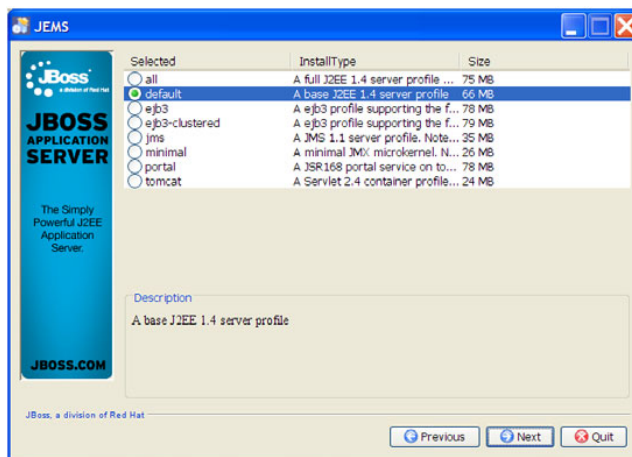 JEMS
JBoss
a division of Red Hat
JBOSS
APPLICATION
SERVER
The Simply
Powerful J2EE
Application
Server.
JBOSS.COM
Selected InstallType Size
all A full J2EE 1.4 server profile ... 75 MB
default A base J2EE 1.4 server profile 66 MB
ejb3 A ejb3 profile supporting the f... 78 MB
ejb3-clustered A ejb3 profile supporting the f... 79 MB
jms A JMS 1.1 server profile. Note... 35 MB
minimal A minimal JMX microkernel. N... 26 MB
portal A JSR168 portal service on to... 78 MB
tomcat A Servlet 2.4 container profile... 24 MB
Description
A base J2EE 1.4 server profile
JBoss, a division of Red Hat
Previous Next Quit